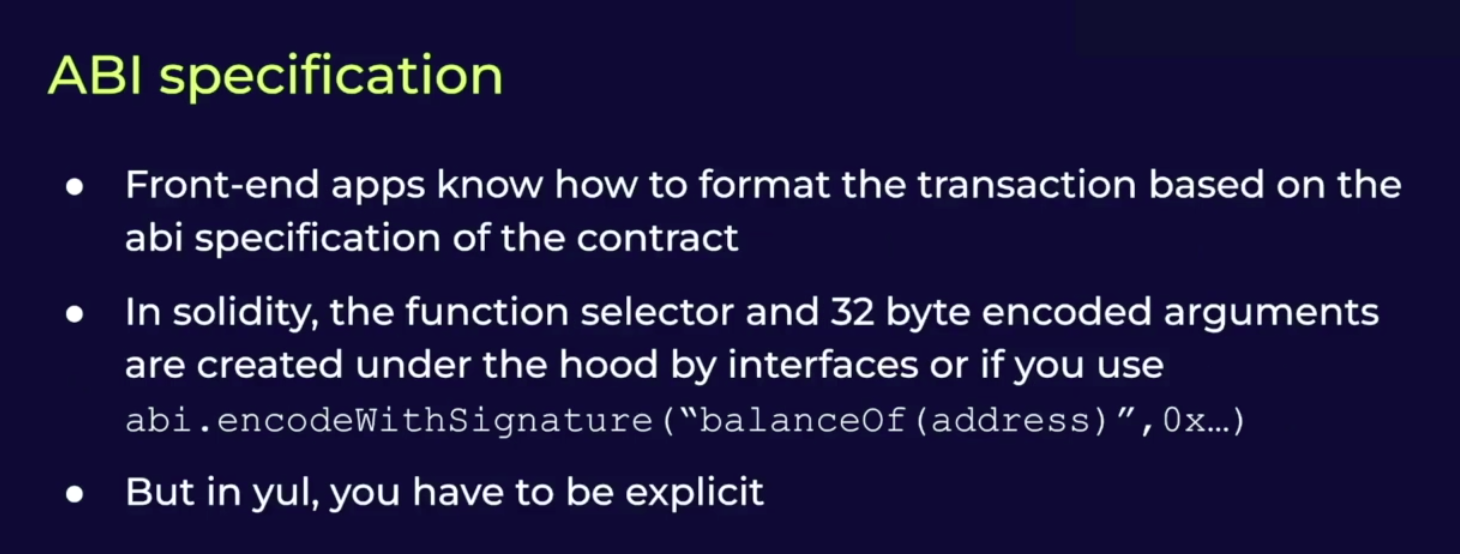 ABI specification
● Front-end apps know how to format the transaction based on the
abi specification of the contract
● In solidity, the function selector and 32 byte encoded arguments
are created under the hood by interfaces or if you use
abi.encodeWithSignature(“balanceOf(address)”,0x…)
● But in yul, you have to be explicit